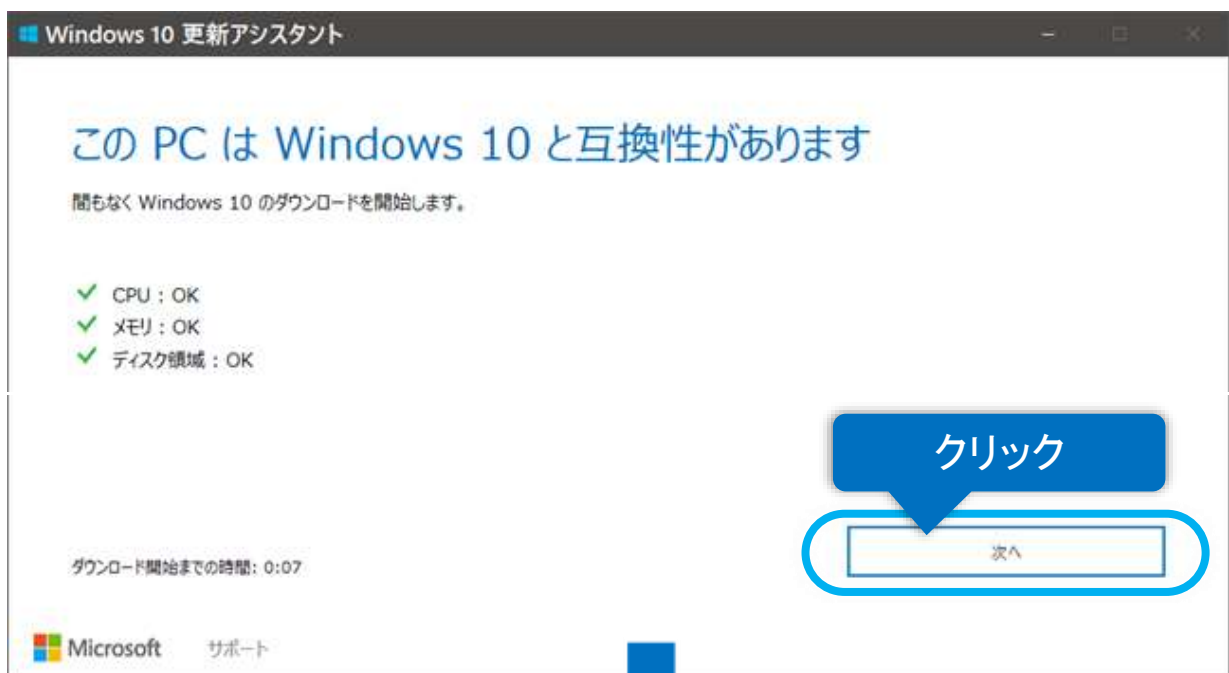 Windows 10 更新アシスタント
この PC は Windows 10 と互換性があります
間もなく Windows 10 のダウンロードを開始します。
CPU : OK
メモリ : OK
ディスク領域 : OK
クリック
次へ
ダウンロード開始までの時間: 0:07
Microsoft サポート